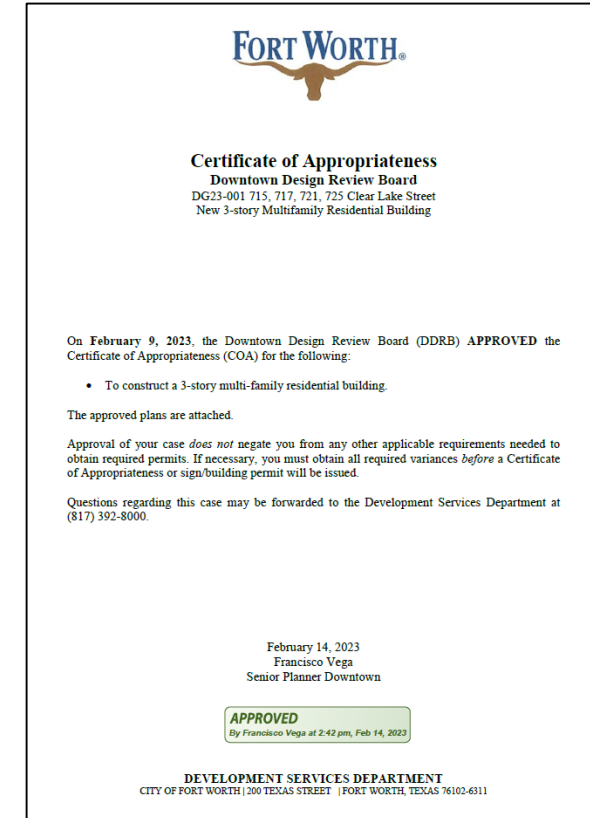 FORT WORTH®
Certificate of Appropriateness
Downtown Design Review Board
DG23-001 715, 717, 721, 725 Clear Lake Street
New 3-story Multifamily Residential Building
On February 9, 2023, the Downtown Design Review Board (DDRB) APPROVED the
Certificate of Appropriateness (COA) for the following:
• To construct a 3-story multi-family residential building.
The approved plans are attached.
Approval of your case does not negate you from any other applicable requirements needed to
obtain required permits. If necessary, you must obtain all required variances before a Certificate
of Appropriateness or sign/building permit will be issued.
Questions regarding this case may be forwarded to the Development Services Department at
(817) 392-8000.
February 14, 2023
Francisco Vega
Senior Planner Downtown
APPROVED
By Francisco Vega at 2:42 pm, Feb 14, 2023
DEVELOPMENT SERVICES DEPARTMENT
CITY OF FORT WORTH | 200 TEXAS STREET | FORT WORTH, TEXAS 76102-6311